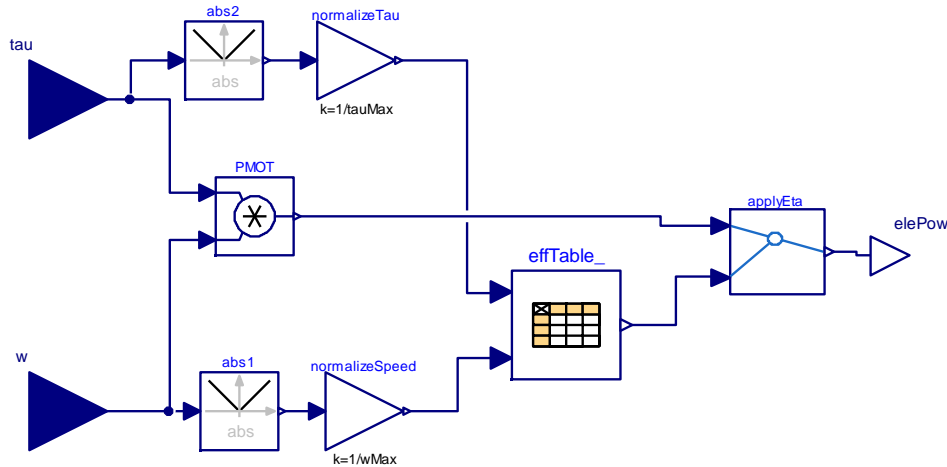 abs2
normalizeTau
tau
abs
k=1/tauMax
PMOT
applyEta
elePow
effTable_
w
abs1
normalizeSpeed
abs
k=1/wMax